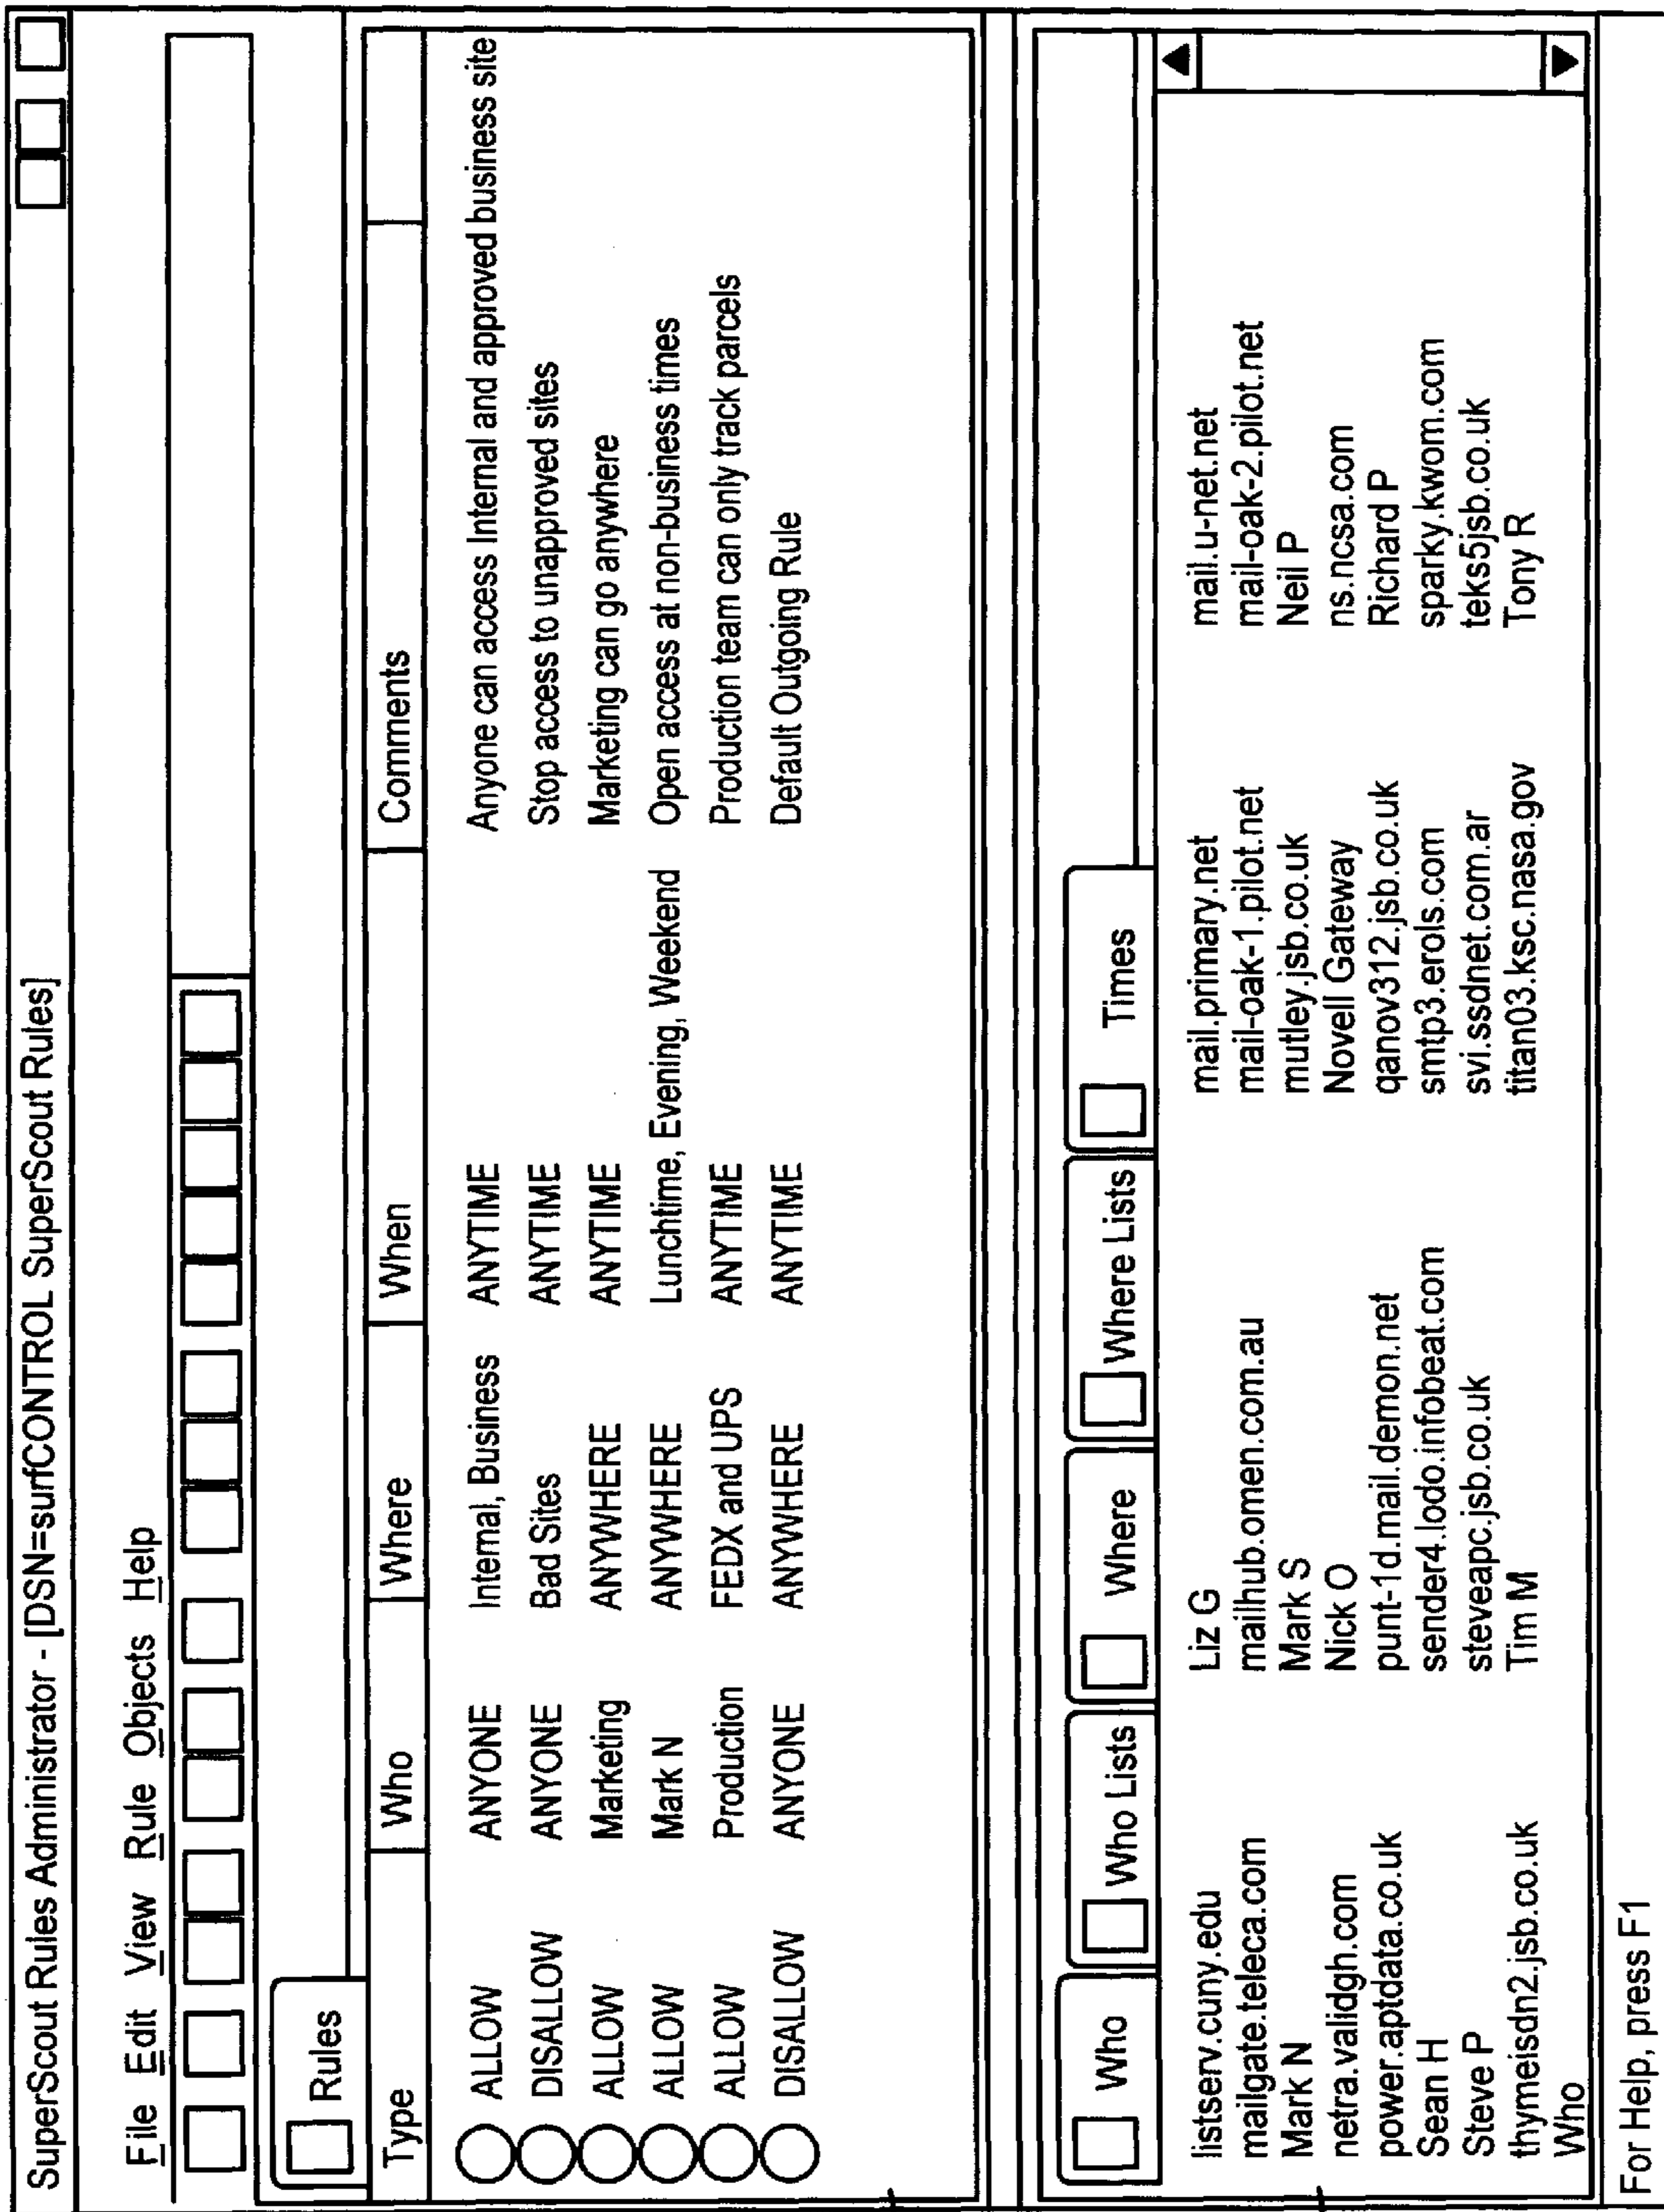 SuperScout Rules Administrator - [DSN=surfCONTROL SuperScout Rules]
File Edit View Rule Objects Help
Rules
Type Who Where When Comments
ALLOW ANYONE Internal, Business ANYTIME Anyone can access Internal and approved business site
DISALLOW ANYONE Bad Sites ANYTIME Stop access to unapproved sites
ALLOW Marketing ANYWHERE ANYTIME Marketing can go anywhere
ALLOW Mark N ANYWHERE Lunchtime, Evening, Weekend Open access at non-business times
ALLOW Production FEDX and UPS ANYTIME Production team can only track parcels
DISALLOW ANYONE ANYWHERE ANYTIME Default Outgoing Rule
Who Who Lists Where Where Lists Times
listserv.cuny.edu Liz G mail.primary.net mail.u-net.net
mailgate.teleca.com mailhub.omen.com.au mail-oak-1.pilot.net mail-oak-2.pilot.net
Mark N Mark S mutley.jsb.co.uk Neil P
netra.validgh.com Nick O Novell Gateway ns.ncsa.com
power.aptdata.co.uk punt-1d.mail.demon.net qanov312.jsb.co.uk Richard P
Sean H sender4.lodo.infobeat.com smtp3.erols.com sparky.kwom.com
Steve P steveapc.jsb.co.uk svi.ssdnet.com.ar teks5jsb.co.uk
thymeisdn2.jsb.co.uk Tim M titan03.ksc.nasa.gov Tony R
Who
For Help, press F1